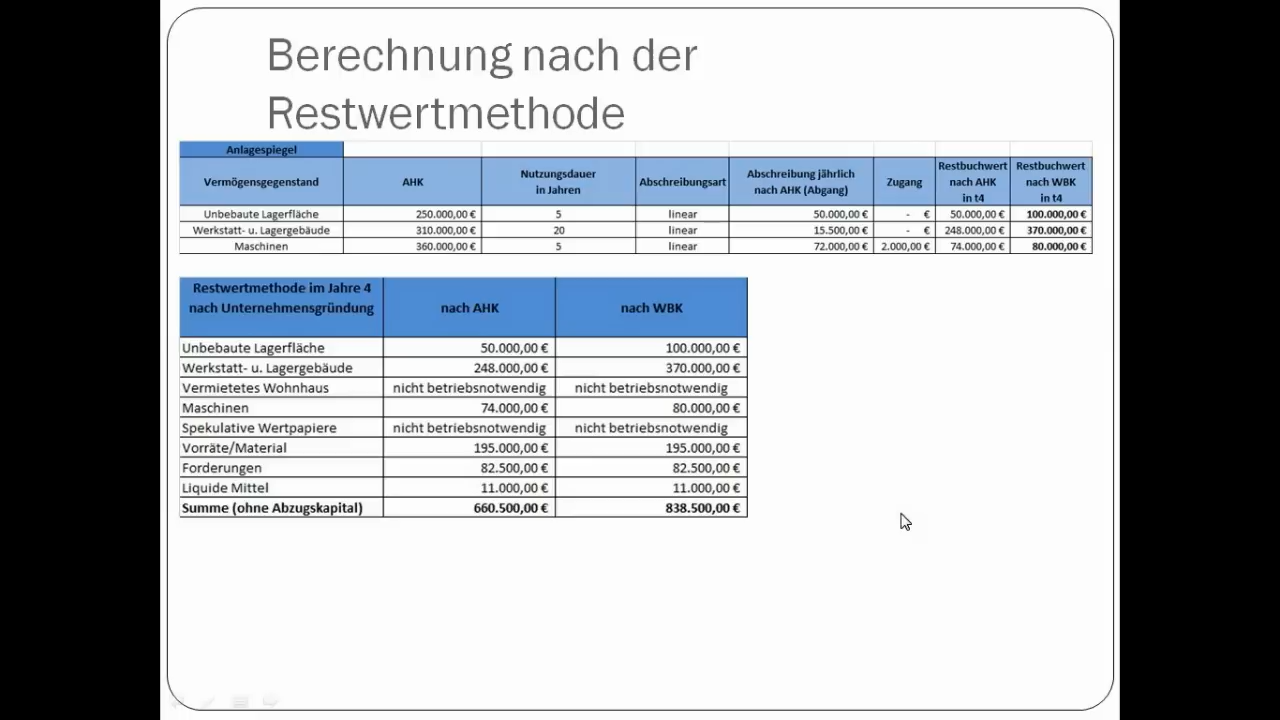 Berechnung nach der
Restwertmethode
Anlagespiegel
Vermögensgegenstand AHK Nutzungsdauer in Jahren Abschreibungsart Abschreibung jährlich nach AHK (Abgang) Zugang Restbuchwert nach AHK in t4 Restbuchwert nach WBK in t4
Unbebaute Lagerfläche 250.000,00 € 5 linear 50.000,00 € - € 50.000,00 € 100.000,00 €
Werkstatt- u. Lagergebäude 310.000,00 € 20 linear 15.500,00 € - € 248.000,00 € 370.000,00 €
Maschinen 360.000,00 € 5 linear 72.000,00 € 2.000,00 € 74.000,00 € 80.000,00 €
Restwertmethode im Jahre 4 nach Unternehmensgründung nach AHK nach WBK
Unbebaute Lagerfläche 50.000,00 € 100.000,00 €
Werkstatt- u. Lagergebäude 248.000,00 € 370.000,00 €
Vermietetes Wohnhaus nicht betriebsnotwendig nicht betriebsnotwendig
Maschinen 74.000,00 € 80.000,00 €
Spekulative Wertpapiere nicht betriebsnotwendig nicht betriebsnotwendig
Vorräte/Material 195.000,00 € 195.000,00 €
Forderungen 82.500,00 € 82.500,00 €
Liquide Mittel 11.000,00 € 11.000,00 €
Summe (ohne Abzugskapital) 660.500,00 € 838.500,00 €